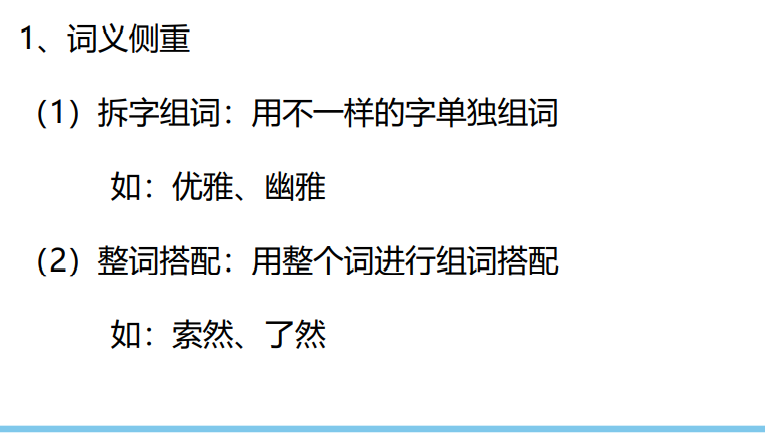 1、词义侧重
（1）拆字组词：用不一样的字单独组词
如：优雅、幽雅
（2）整词搭配：用整个词进行组词搭配
如：索然、了然